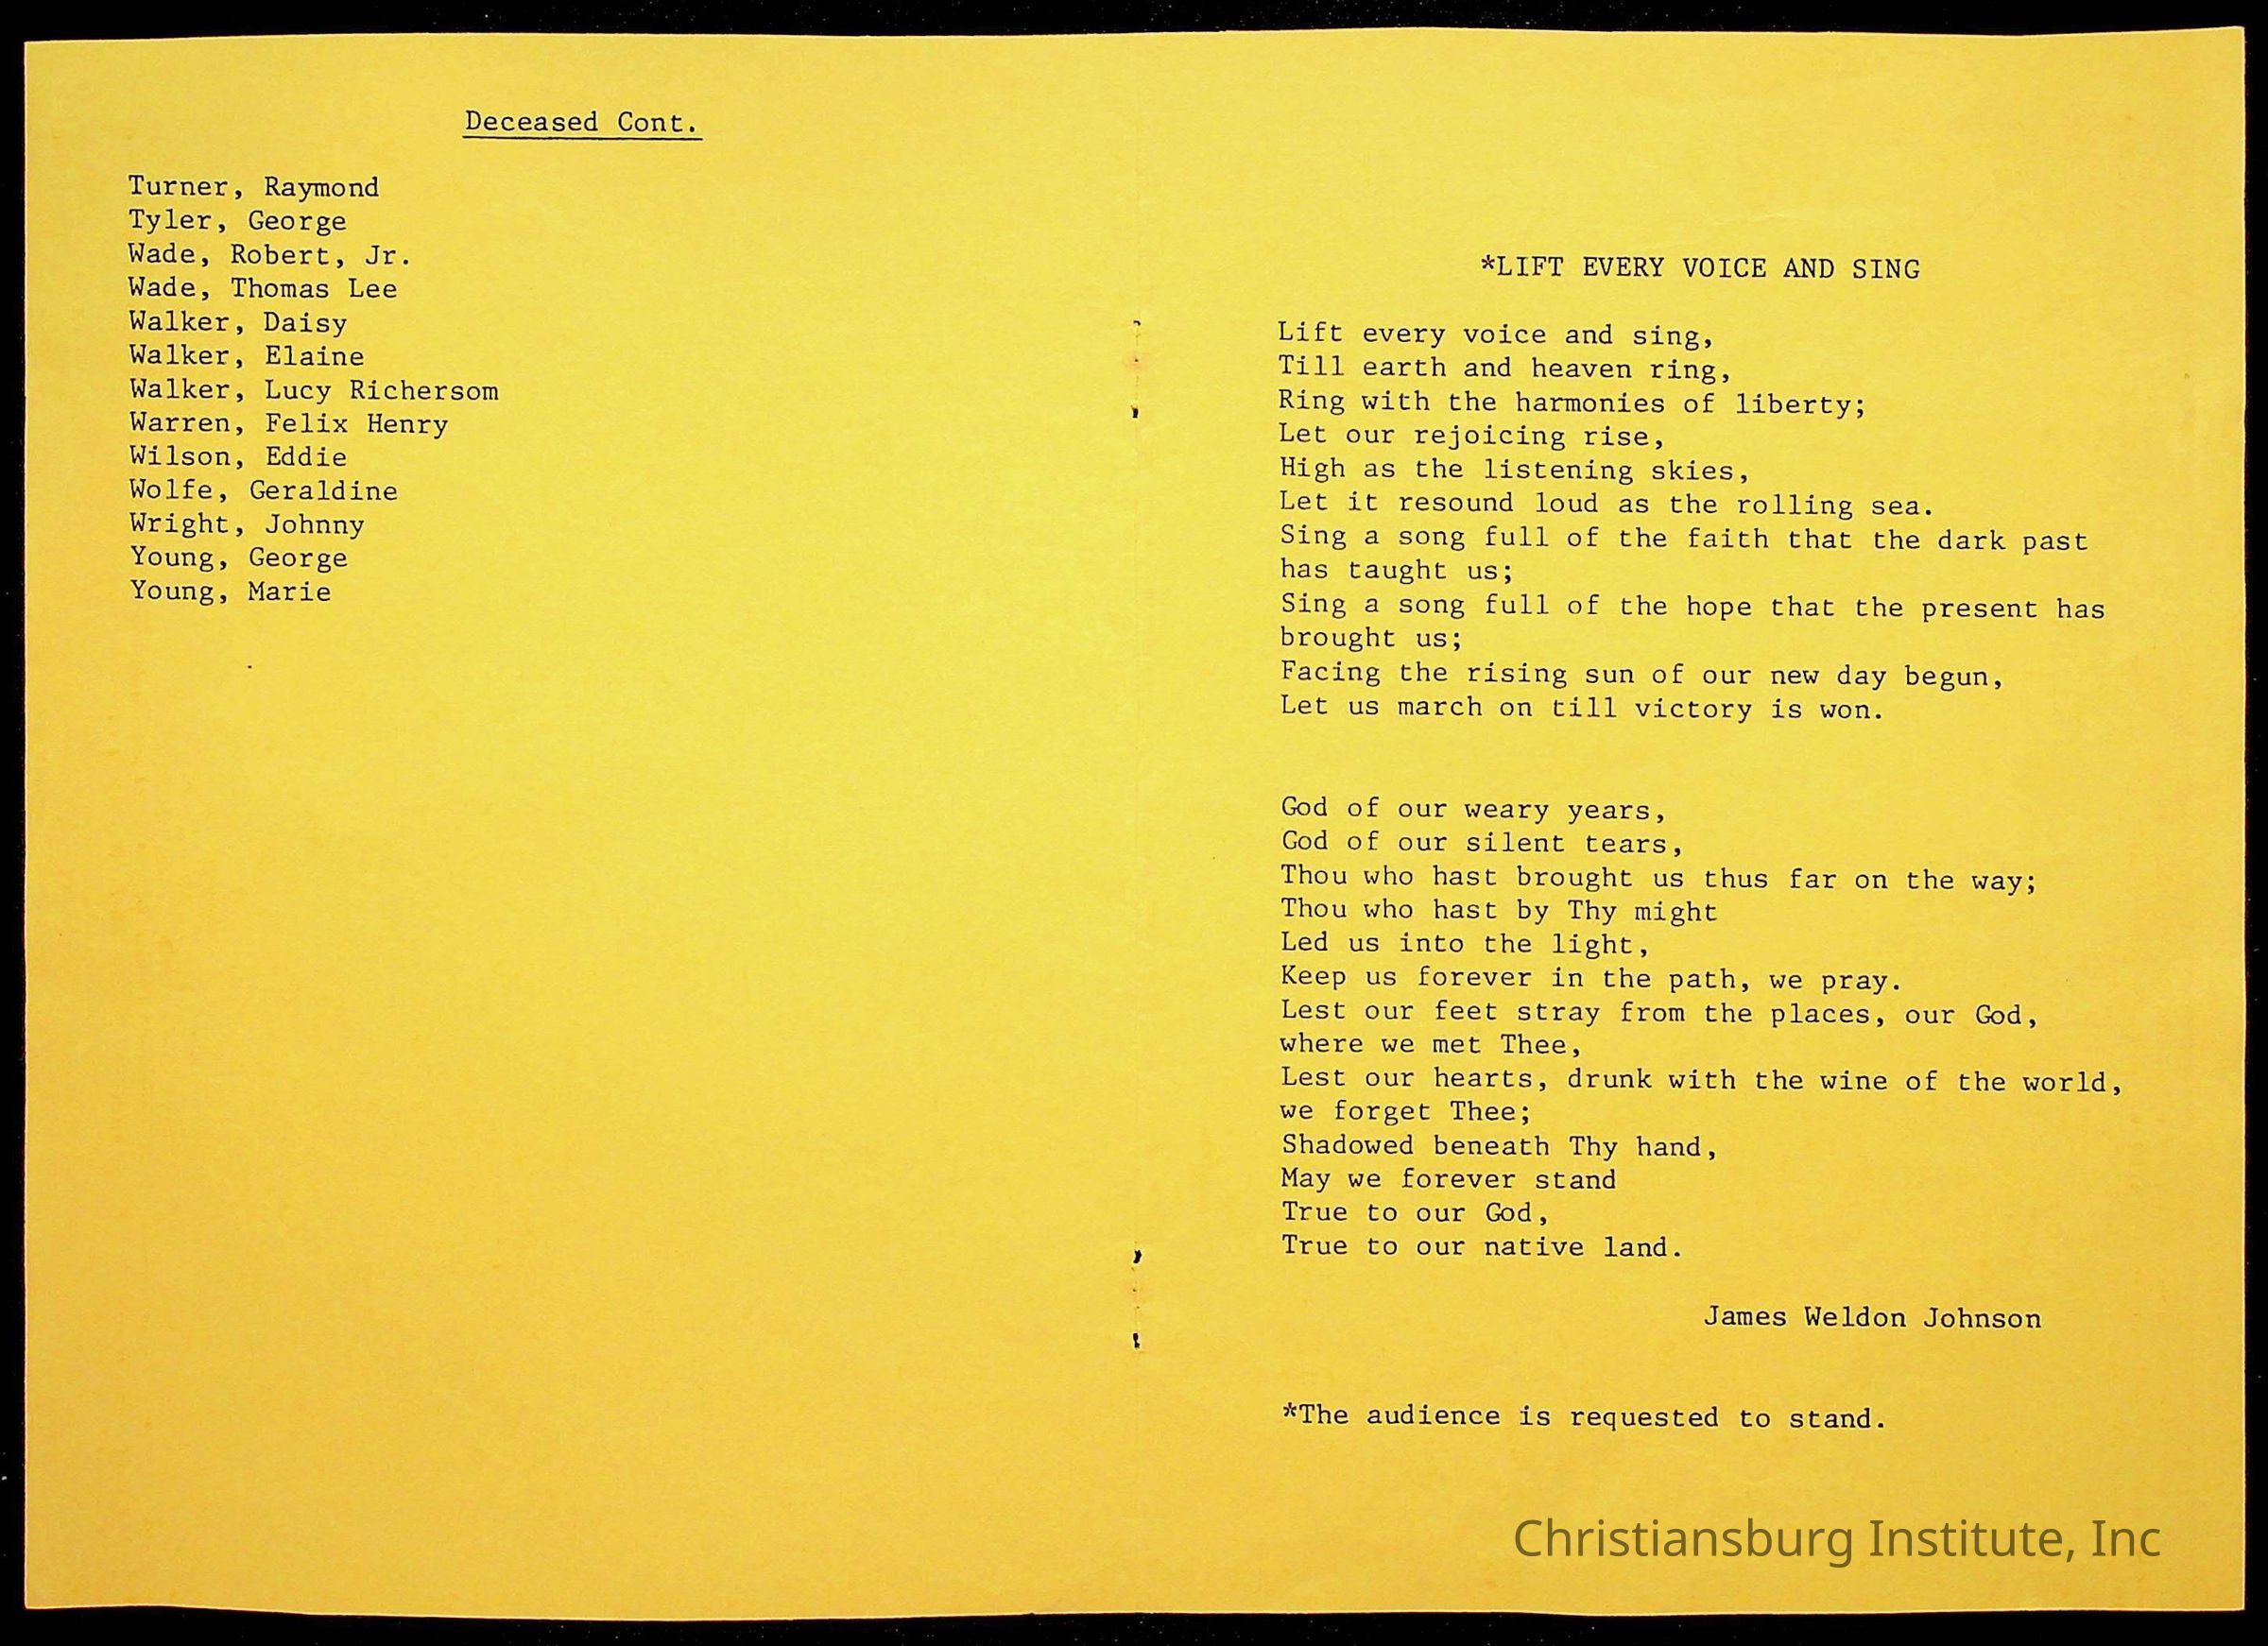 Deceased Cont.
Turner, Raymond
Tyler, George
Wade, Robert, Jr.
Wade, Thomas Lee
Walker, Daisy
Walker, Elaine
Walker, Lucy Richersom
Warren, Felix Henry
Wilson, Eddie
Wolfe, Geraldine
Wright, Johnny
Young, George
Young, Marie
*LIFT EVERY VOICE AND SING
Lift every voice and sing,
Till earth and heaven ring,
Ring with the harmonies of liberty;
Let our rejoicing rise,
High as the listening skies,
Let it resound loud as the rolling sea.
Sing a song full of the faith that the dark past
has taught us;
Sing a song full of the hope that the present has
brought us;
Facing the rising sun of our new day begun,
Let us march on till victory is won.
God of our weary years,
God of our silent tears,
Thou who hast brought us thus far on the way;
Thou who hast by Thy might
Led us into the light,
Keep us forever in the path, we pray.
Lest our feet stray from the places, our God,
where we met Thee,
Lest our hearts, drunk with the wine of the world,
we forget Thee;
Shadowed beneath Thy hand,
May we forever stand
True to our God,
True to our native land.
James Weldon Johnson
*The audience is requested to stand.
Christiansburg Institute, Inc